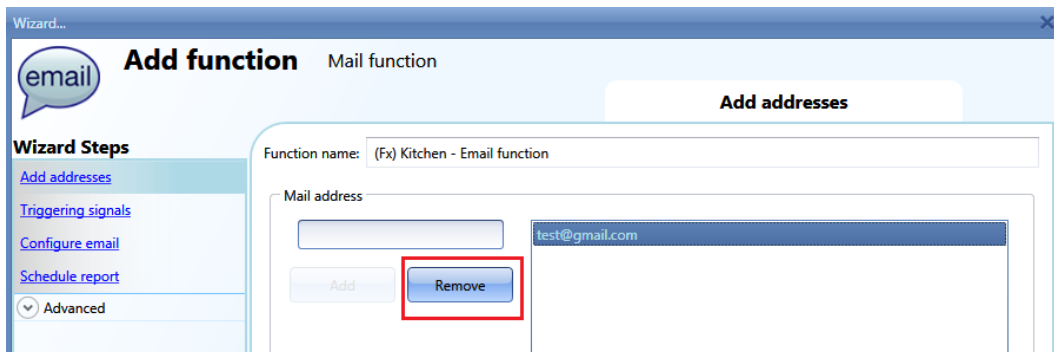 Wizard...
email
Add function Mail function
Add addresses
Wizard Steps
Add addresses
Triggering signals
Configure email
Schedule report
Advanced
Function name: (Fx) Kitchen - Email function
Mail address
test@gmail.com
Add Remove